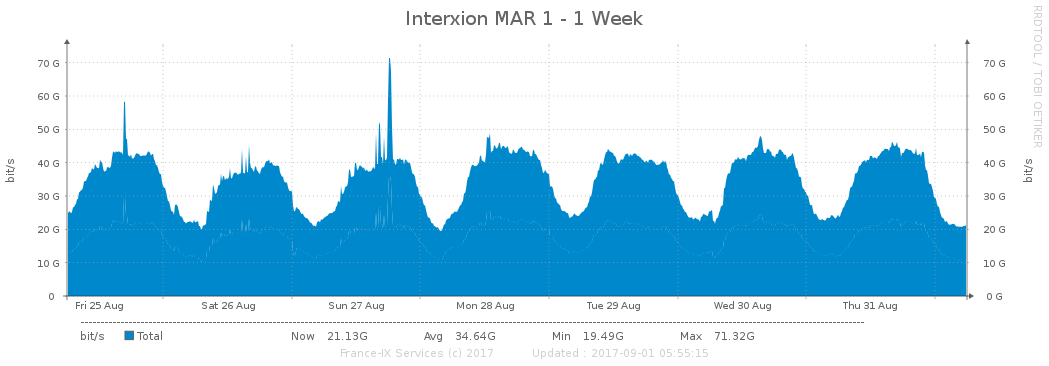 Interxion MAR 1 - 1 Week
RRDTOOL / TOBI OETIKER
bit/s
70 G 70 G
60 G 60 G
50 G 50 G
40 G 40 G
30 G 30 G
20 G 20 G
10 G 10 G
0 0 G
bit/s
Fri 25 Aug Sat 26 Aug Sun 27 Aug Mon 28 Aug Tue 29 Aug Wed 30 Aug Thu 31 Aug
bit/s Total Now 21.13G Avg 34.64G Min 19.49G Max 71.32G
France-IX Services (c) 2017 Updated : 2017-09-01 05:55:15